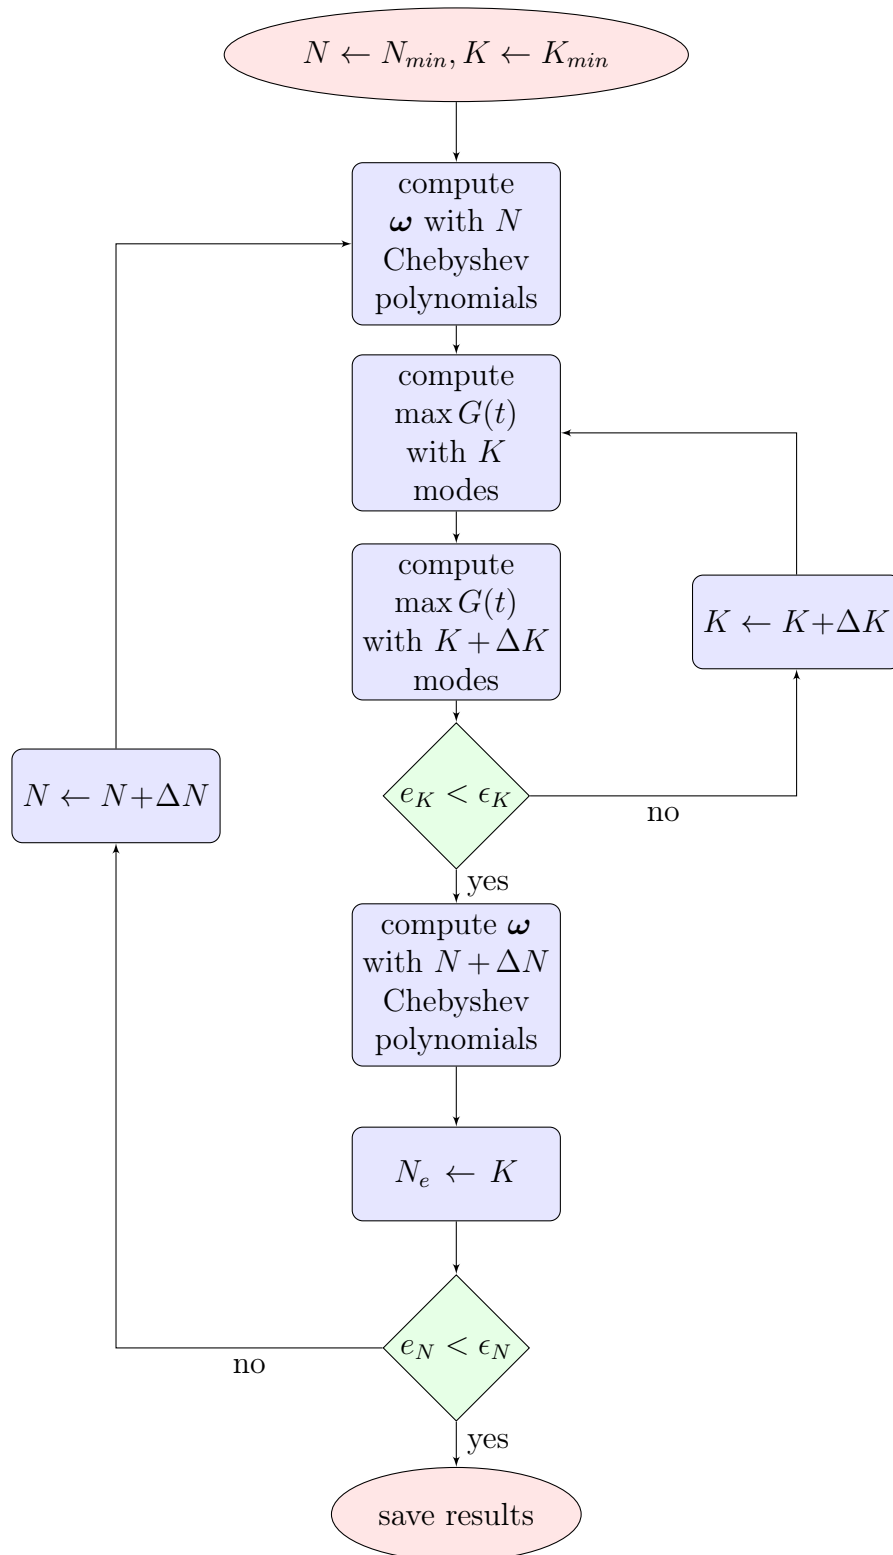 N ← N_min, K ← K_min
compute
ω with N
Chebyshev
polynomials
compute
max G(t)
with K
modes
compute
max G(t)
with K + ΔK
modes
K ← K+ΔK
N ← N+ΔN
e_K < ϵ_K
no
yes
compute ω
with N + ΔN
Chebyshev
polynomials
N_e ← K
e_N < ϵ_N
no
yes
save results